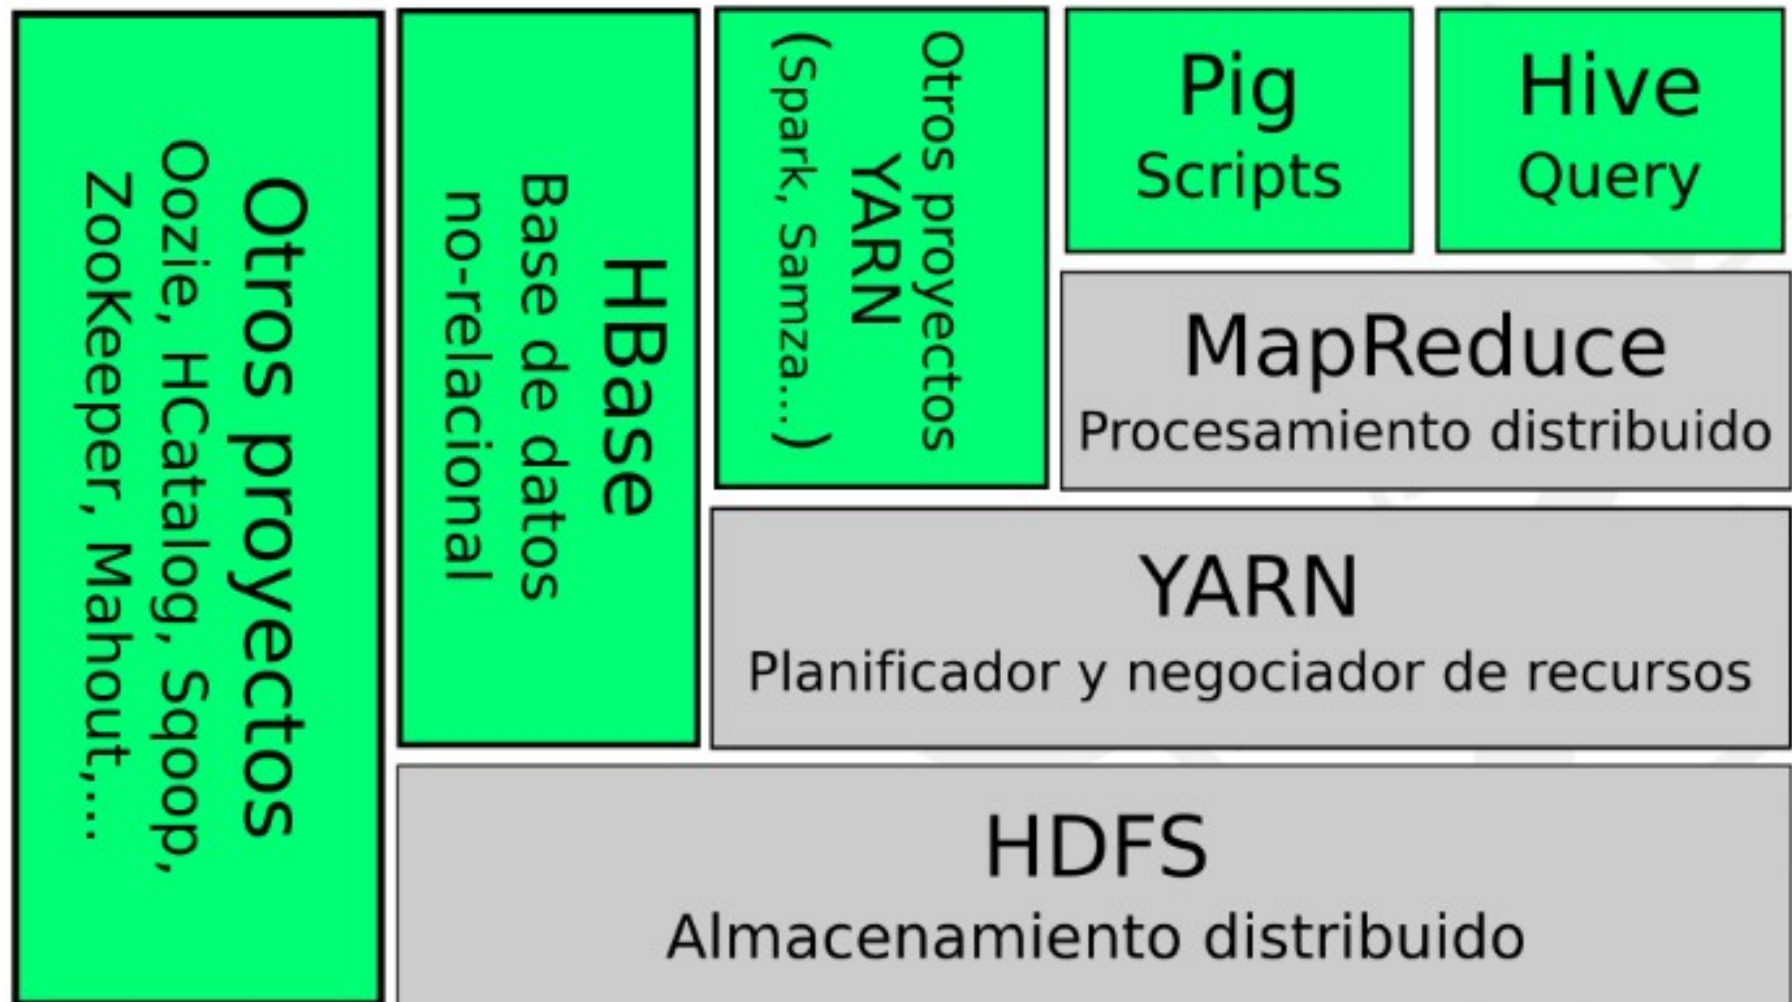 Otros proyectos
Oozie, HCatalog, Sqoop,
ZooKeeper, Mahout,...
HBase
Base de datos
no-relacional
Otros proyectos
YARN
(Spark, Samza...)
Pig
Scripts
Hive
Query
MapReduce
Procesamiento distribuido
YARN
Planificador y negociador de recursos
HDFS
Almacenamiento distribuido